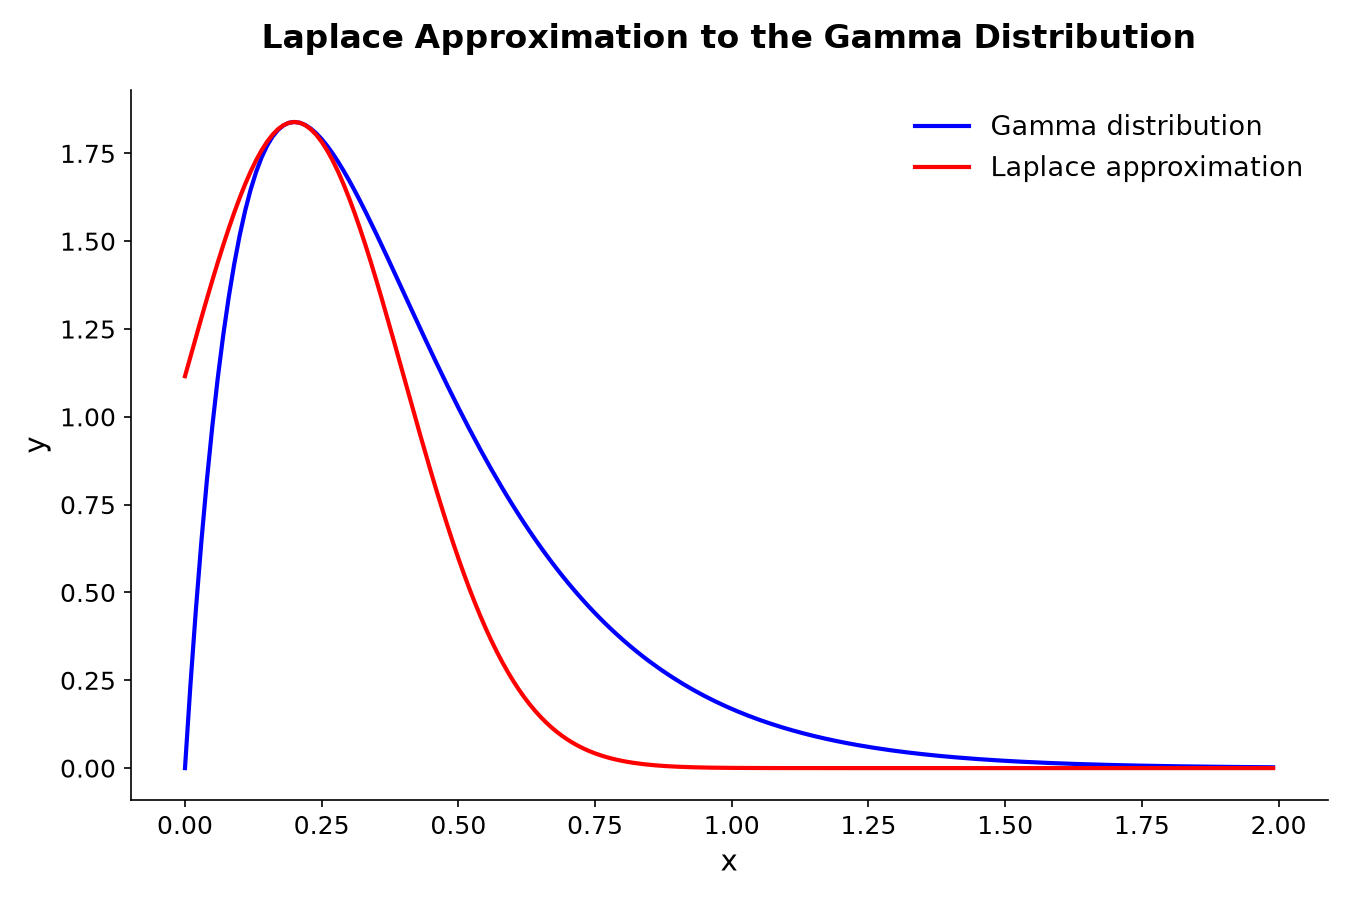 Laplace Approximation to the Gamma Distribution
Gamma distribution
Laplace approximation
y
1.75
1.50
1.25
1.00
0.75
0.50
0.25
0.00
0.00 0.25 0.50 0.75 1.00 1.25 1.50 1.75 2.00
x